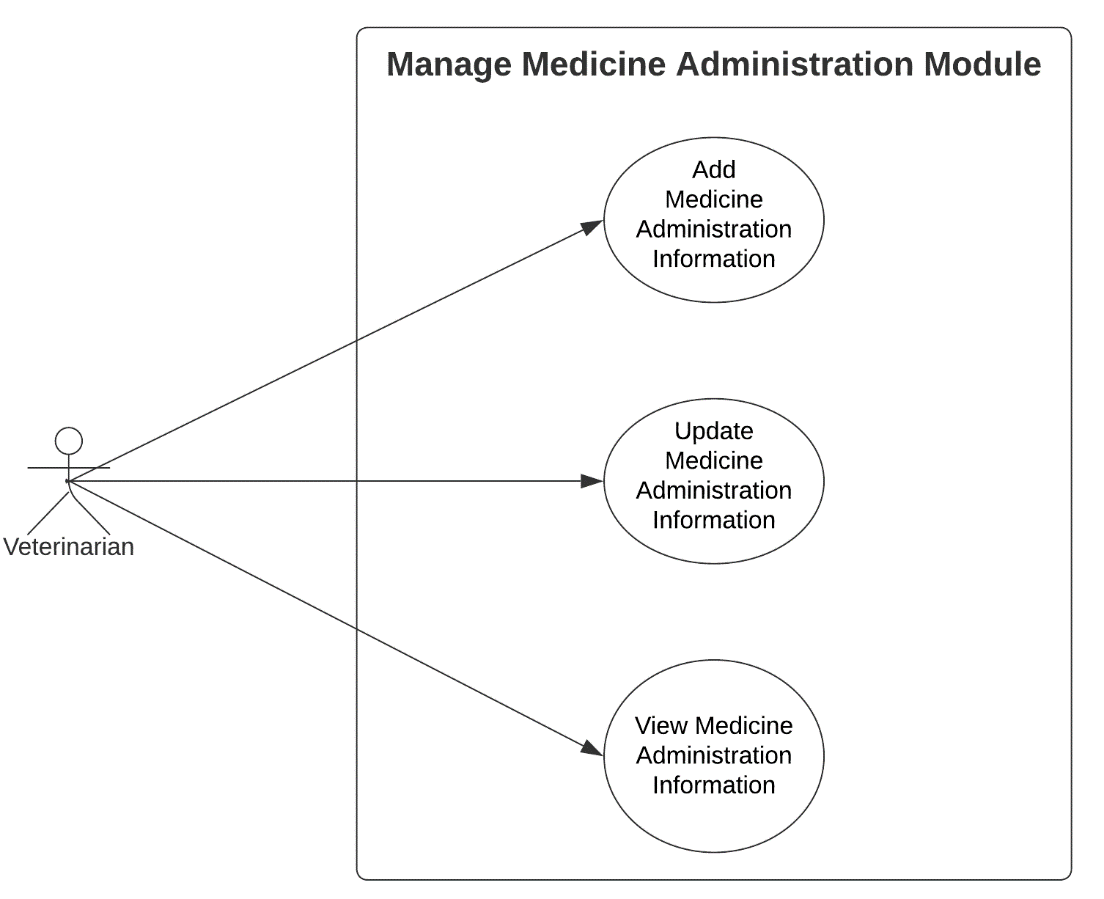 Manage Medicine Administration Module
Add
Medicine
Administration
Information
Update
Medicine
Administration
Information
Veterinarian
View Medicine
Administration
Information